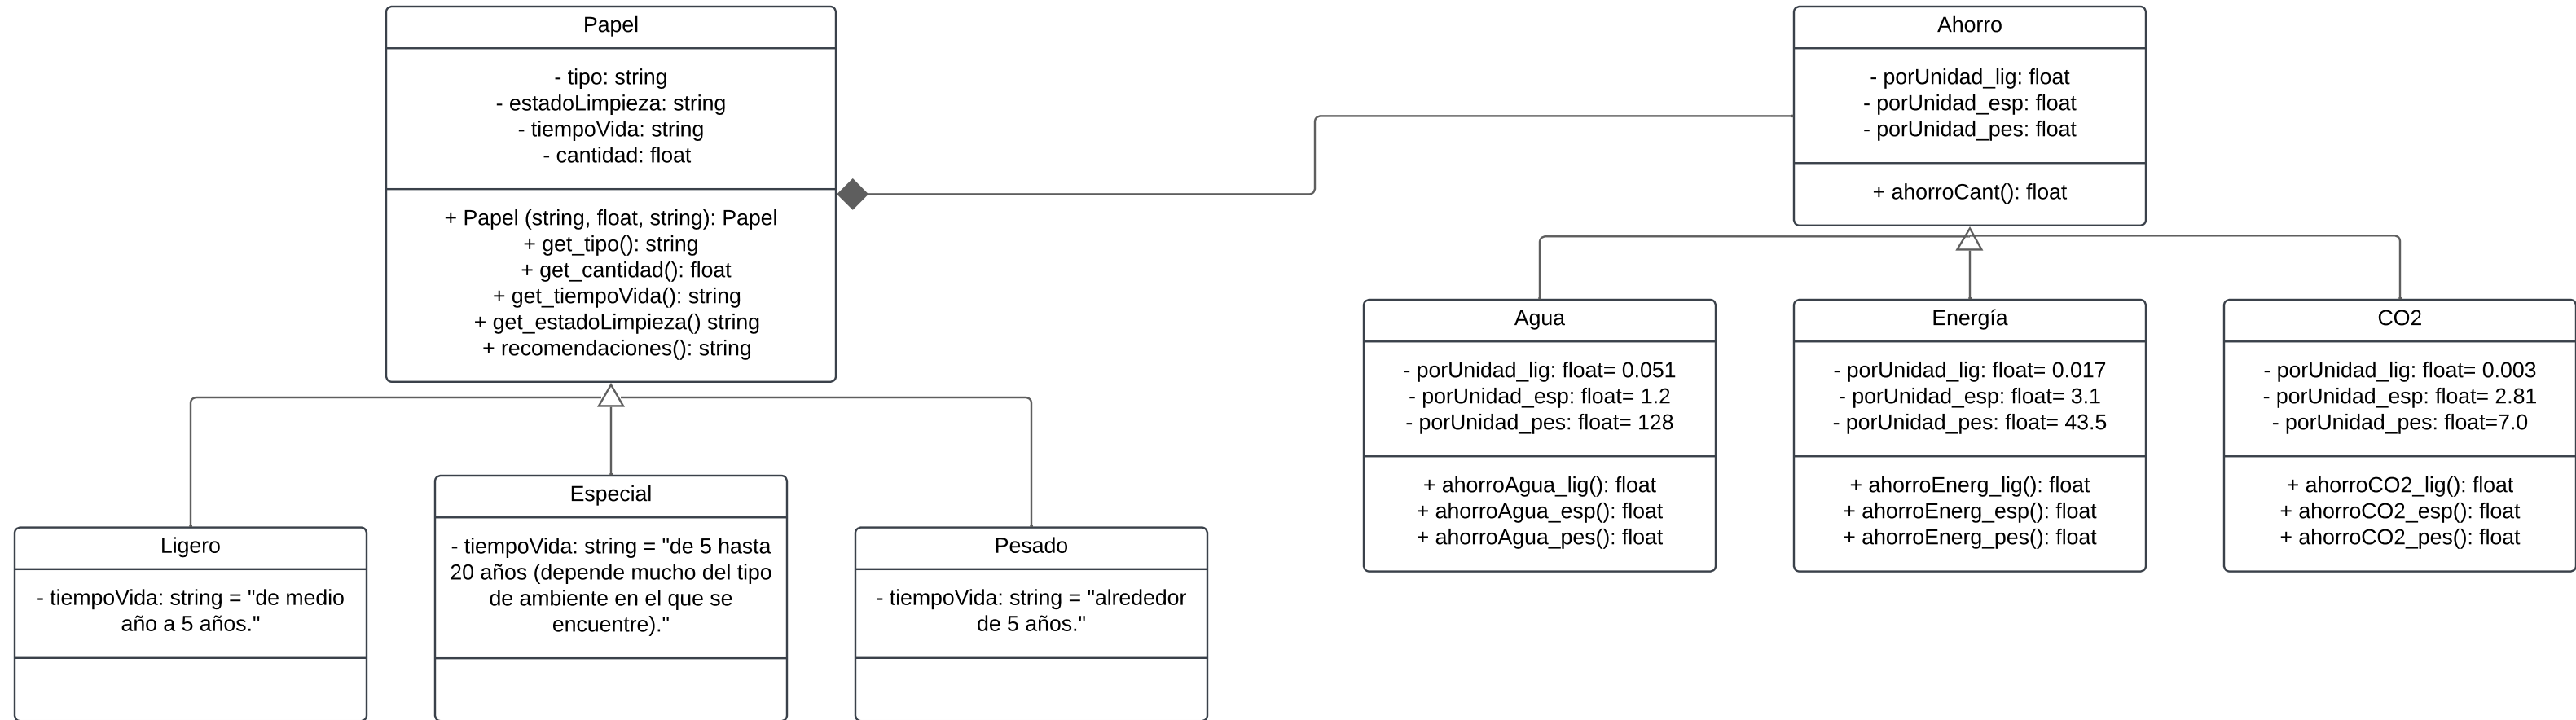 Papel
- tipo: string
- estadoLimpieza: string
- tiempoVida: string
- cantidad: float
+ Papel (string, float, string): Papel
+ get_tipo(): string
+ get_cantidad(): float
+ get_tiempoVida(): string
+ get_estadoLimpieza() string
+ recomendaciones(): string
Ahorro
- porUnidad_lig: float
- porUnidad_esp: float
- porUnidad_pes: float
+ ahorroCant(): float
Ligero
- tiempoVida: string = "de medio
año a 5 años."
Especial
- tiempoVida: string = "de 5 hasta
20 años (depende mucho del tipo
de ambiente en el que se
encuentre)."
Pesado
- tiempoVida: string = "alrededor
de 5 años."
Agua
- porUnidad_lig: float= 0.051
- porUnidad_esp: float= 1.2
- porUnidad_pes: float= 128
+ ahorroAgua_lig(): float
+ ahorroAgua_esp(): float
+ ahorroAgua_pes(): float
Energía
- porUnidad_lig: float= 0.017
- porUnidad_esp: float= 3.1
- porUnidad_pes: float= 43.5
+ ahorroEnerg_lig(): float
+ ahorroEnerg_esp(): float
+ ahorroEnerg_pes(): float
CO2
- porUnidad_lig: float= 0.003
- porUnidad_esp: float= 2.81
- porUnidad_pes: float=7.0
+ ahorroCO2_lig(): float
+ ahorroCO2_esp(): float
+ ahorroCO2_pes(): float